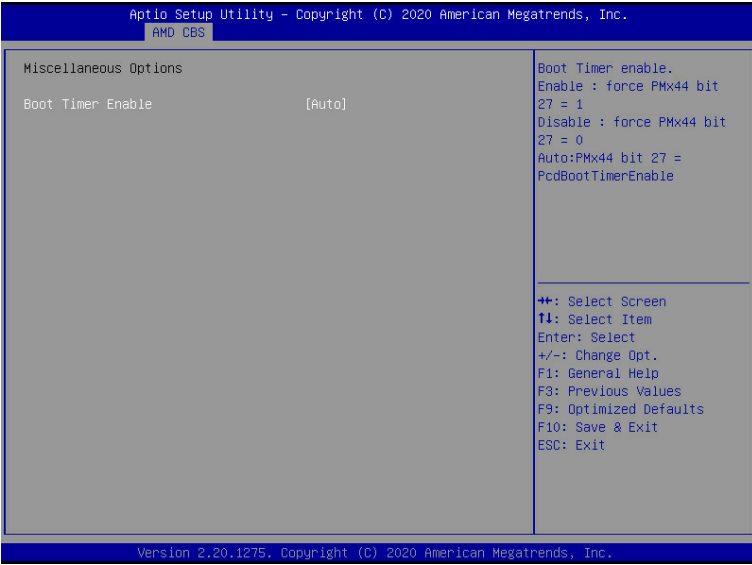 Aptio Setup Utility – Copyright (C) 2020 American Megatrends, Inc.
AMD CBS
Miscellaneous Options
Boot Timer Enable [Auto]
Boot Timer enable.
Enable : force PMx44 bit
27 = 1
Disable : force PMx44 bit
27 = 0
Auto:PMx44 bit 27 =
PcdBootTimerEnable
→←: Select Screen
↑↓: Select Item
Enter: Select
+/-: Change Opt.
F1: General Help
F3: Previous Values
F9: Optimized Defaults
F10: Save & Exit
ESC: Exit
Version 2.20.1275. Copyright (C) 2020 American Megatrends, Inc.